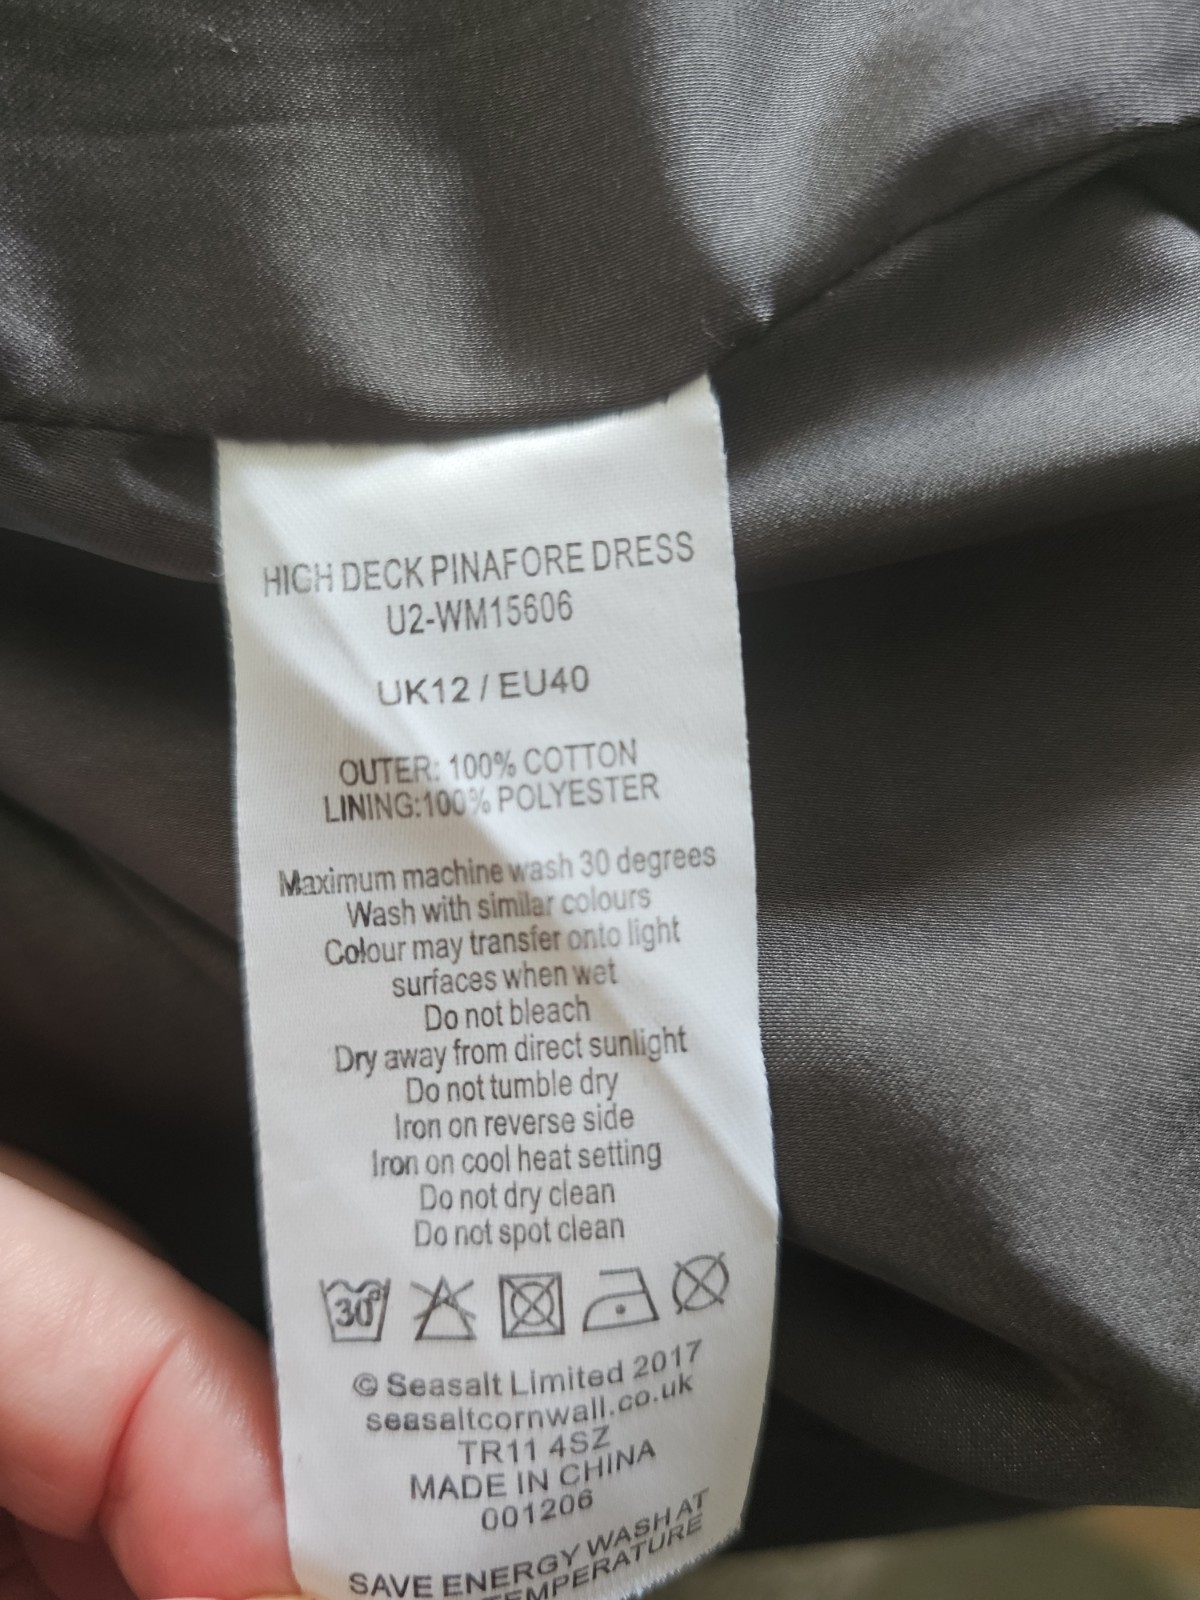 HIGH DECK PINAFORE DRESS
U2-WM15606
UK12 / EU40
OUTER: 100% COTTON
LINING:100% POLYESTER
Maximum machine wash 30 degrees
Wash with similar colours
Colour may transfer onto light
surfaces when wet
Do not bleach
Dry away from direct sunlight
Do not tumble dry
Iron on reverse side
Iron on cool heat setting
Do not dry clean
Do not spot clean
30°
© Seasalt Limited 2017
seasaltcornwall.co.uk
TR11 4SZ
MADE IN CHINA
001206
SAVE ENERGY WASH AT
TEMPERATURE